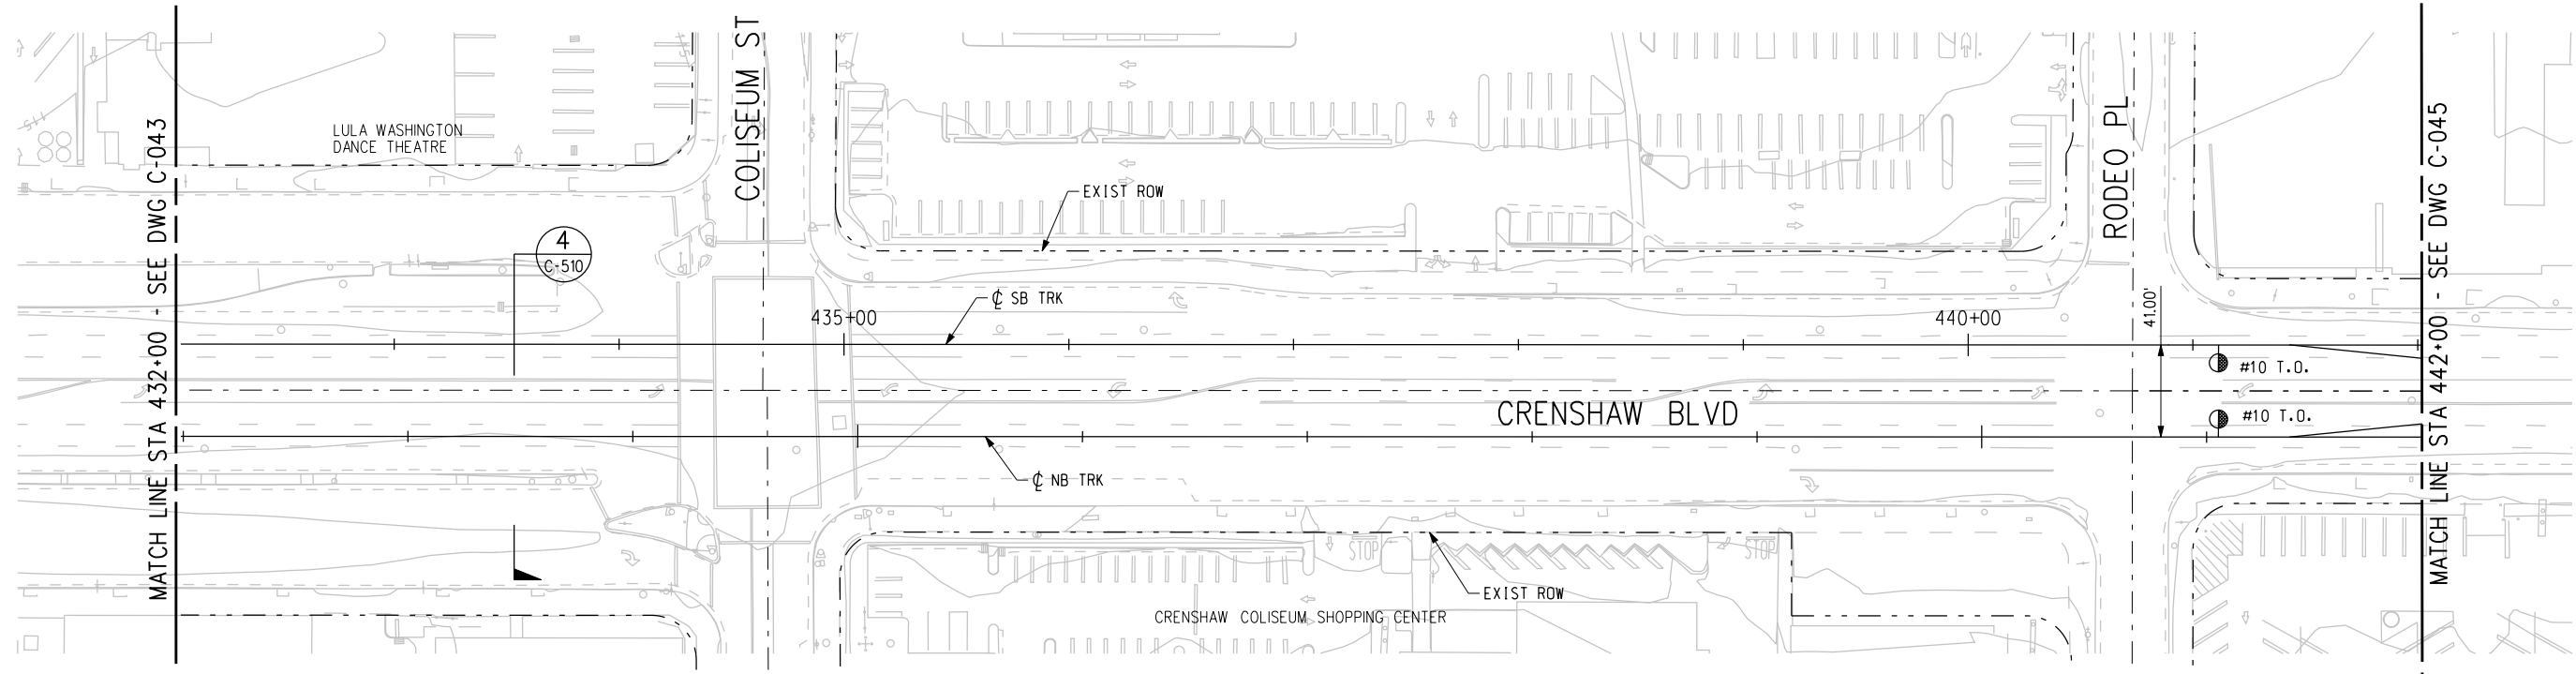 MATCH LINE STA 432+00 - SEE DWG C-043
LULA WASHINGTON
DANCE THEATRE
4
C-510
COLISEUM ST
EXIST ROW
℄ SB TRK
435+00
440+00
RODEO PL
41.00'
#10 T.O.
#10 T.O.
CRENSHAW BLVD
℄ NB TRK
STOP
STOP
EXIST ROW
CRENSHAW COLISEUM SHOPPING CENTER
MATCH LINE STA 442+00 - SEE DWG C-045